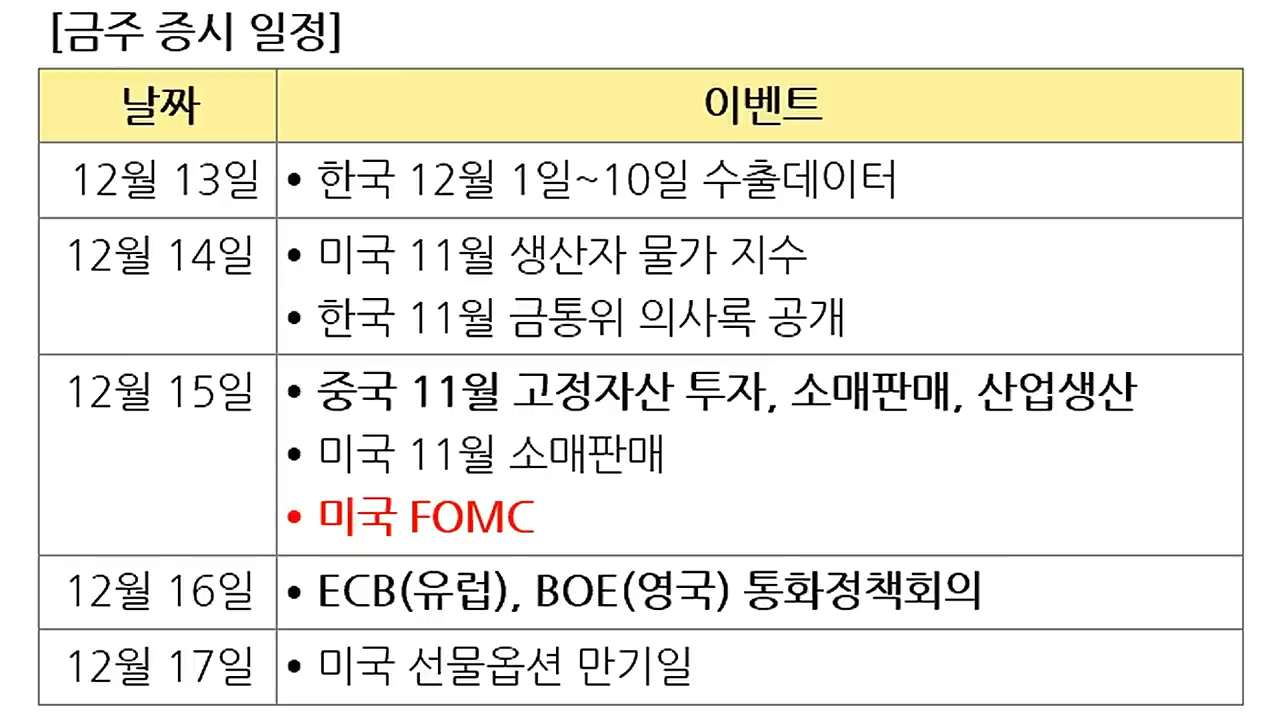 [금주 증시 일정]
날짜 이벤트
12월 13일 • 한국 12월 1일~10일 수출데이터
12월 14일 • 미국 11월 생산자 물가 지수
• 한국 11월 금통위 의사록 공개
12월 15일 • 중국 11월 고정자산 투자, 소매판매, 산업생산
• 미국 11월 소매판매
• 미국 FOMC
12월 16일 • ECB(유럽), BOE(영국) 통화정책회의
12월 17일 • 미국 선물옵션 만기일